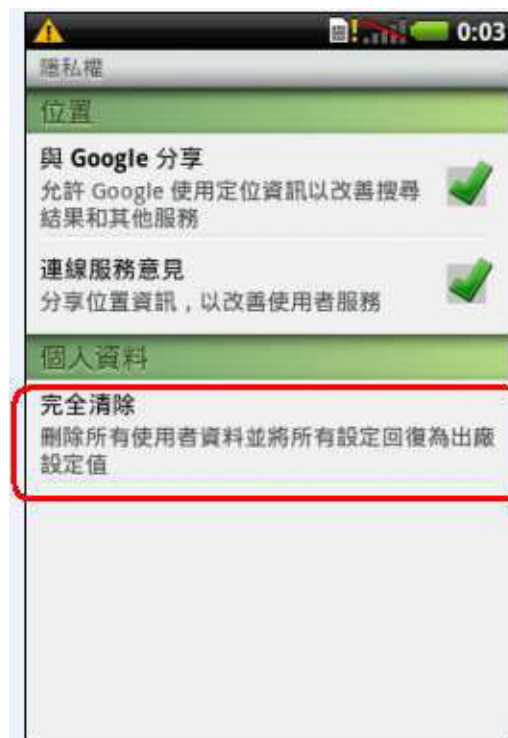 0:03
隱私權
位置
與 Google 分享
允許 Google 使用定位資訊以改善搜尋
結果和其他服務
連線服務意見
分享位置資訊，以改善使用者服務
個人資料
完全清除
刪除所有使用者資料並將所有設定回復為出廠
設定值